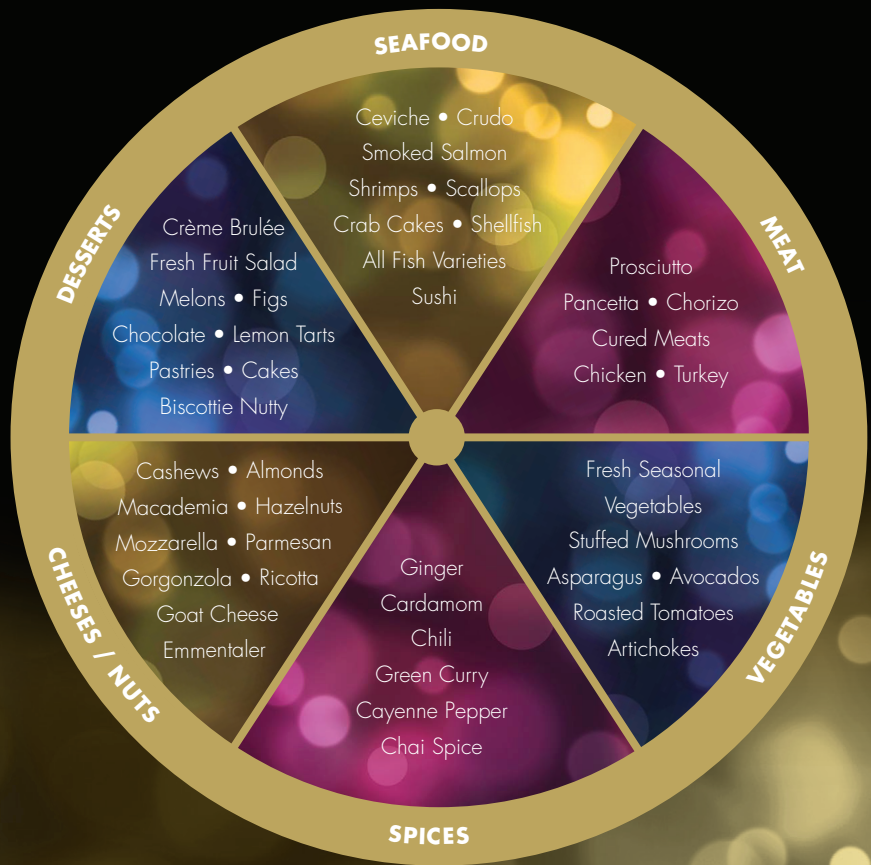 SEAFOOD
Ceviche • Crudo
Smoked Salmon
Shrimps • Scallops
Crab Cakes • Shellfish
All Fish Varieties
Sushi
MEAT
Prosciutto
Pancetta • Chorizo
Cured Meats
Chicken • Turkey
VEGETABLES
Fresh Seasonal
Vegetables
Stuffed Mushrooms
Asparagus • Avocados
Roasted Tomatoes
Artichokes
SPICES
Ginger
Cardamom
Chili
Green Curry
Cayenne Pepper
Chai Spice
CHEESES / NUTS
Cashews • Almonds
Macademia • Hazelnuts
Mozzarella • Parmesan
Gorgonzola • Ricotta
Goat Cheese
Emmentaler
DESSERTS
Crème Brulée
Fresh Fruit Salad
Melons • Figs
Chocolate • Lemon Tarts
Pastries • Cakes
Biscottie Nutty